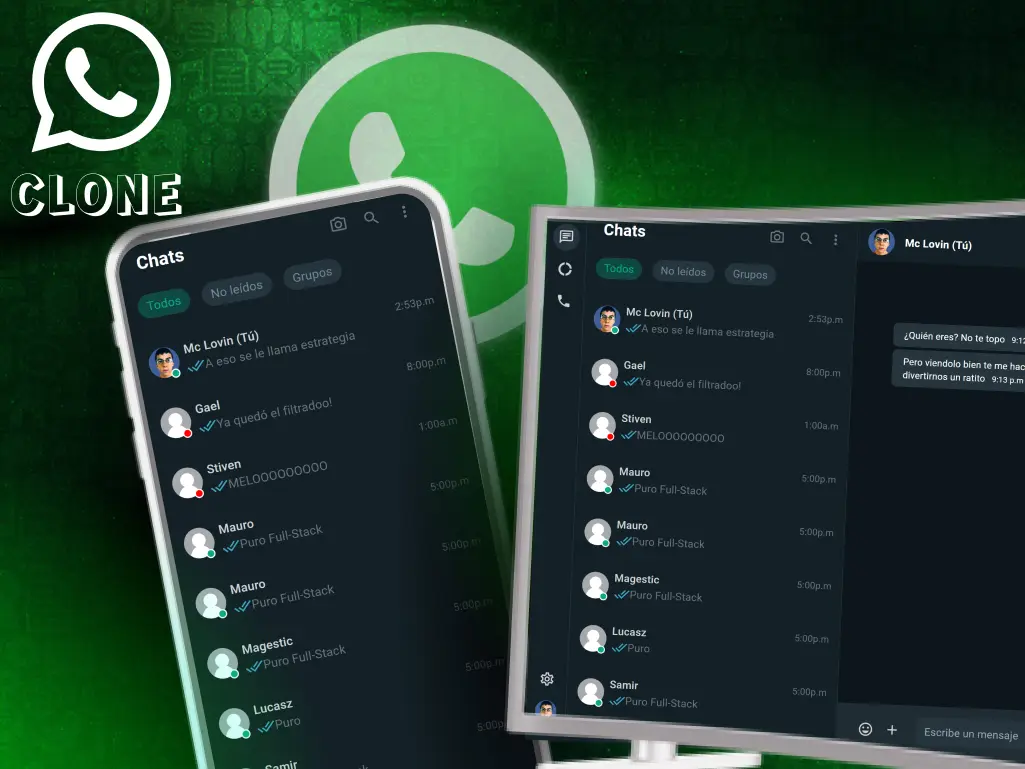 CLONE
Chats
Todos
No leídos
Grupos
Mc Lovin (Tú)
2:53p.m
A eso se le llama estrategia
Gael
8:00p.m
Ya quedó el filtradoo!
Stiven
1:00a.m
MELOOOOOOOOO
Mauro
5:00p.m
Puro Full-Stack
Mauro
5:00p.m
Puro Full-Stack
Magestic
5:00p.m
Puro Full-Stack
Lucasz
5:00p.m
Puro
Samir
5:00p.m
Chats
Todos
No leídos
Grupos
Mc Lovin (Tú)
2:53p.m
A eso se le llama estrategia
Gael
8:00p.m
Ya quedó el filtradoo!
Stiven
1:00a.m
MELOOOOOOOOO
Mauro
5:00p.m
Puro Full-Stack
Mauro
5:00p.m
Puro Full-Stack
Magestic
5:00p.m
Puro Full-Stack
Lucasz
5:00p.m
Puro
Samir
5:00p.m
Puro Full-Stack
Mc Lovin (Tú)
¿Quién eres? No te topo 9:12
Pero viendolo bien te me hac
divertirnos un ratito 9:13 p.m
Escribe un mensaje